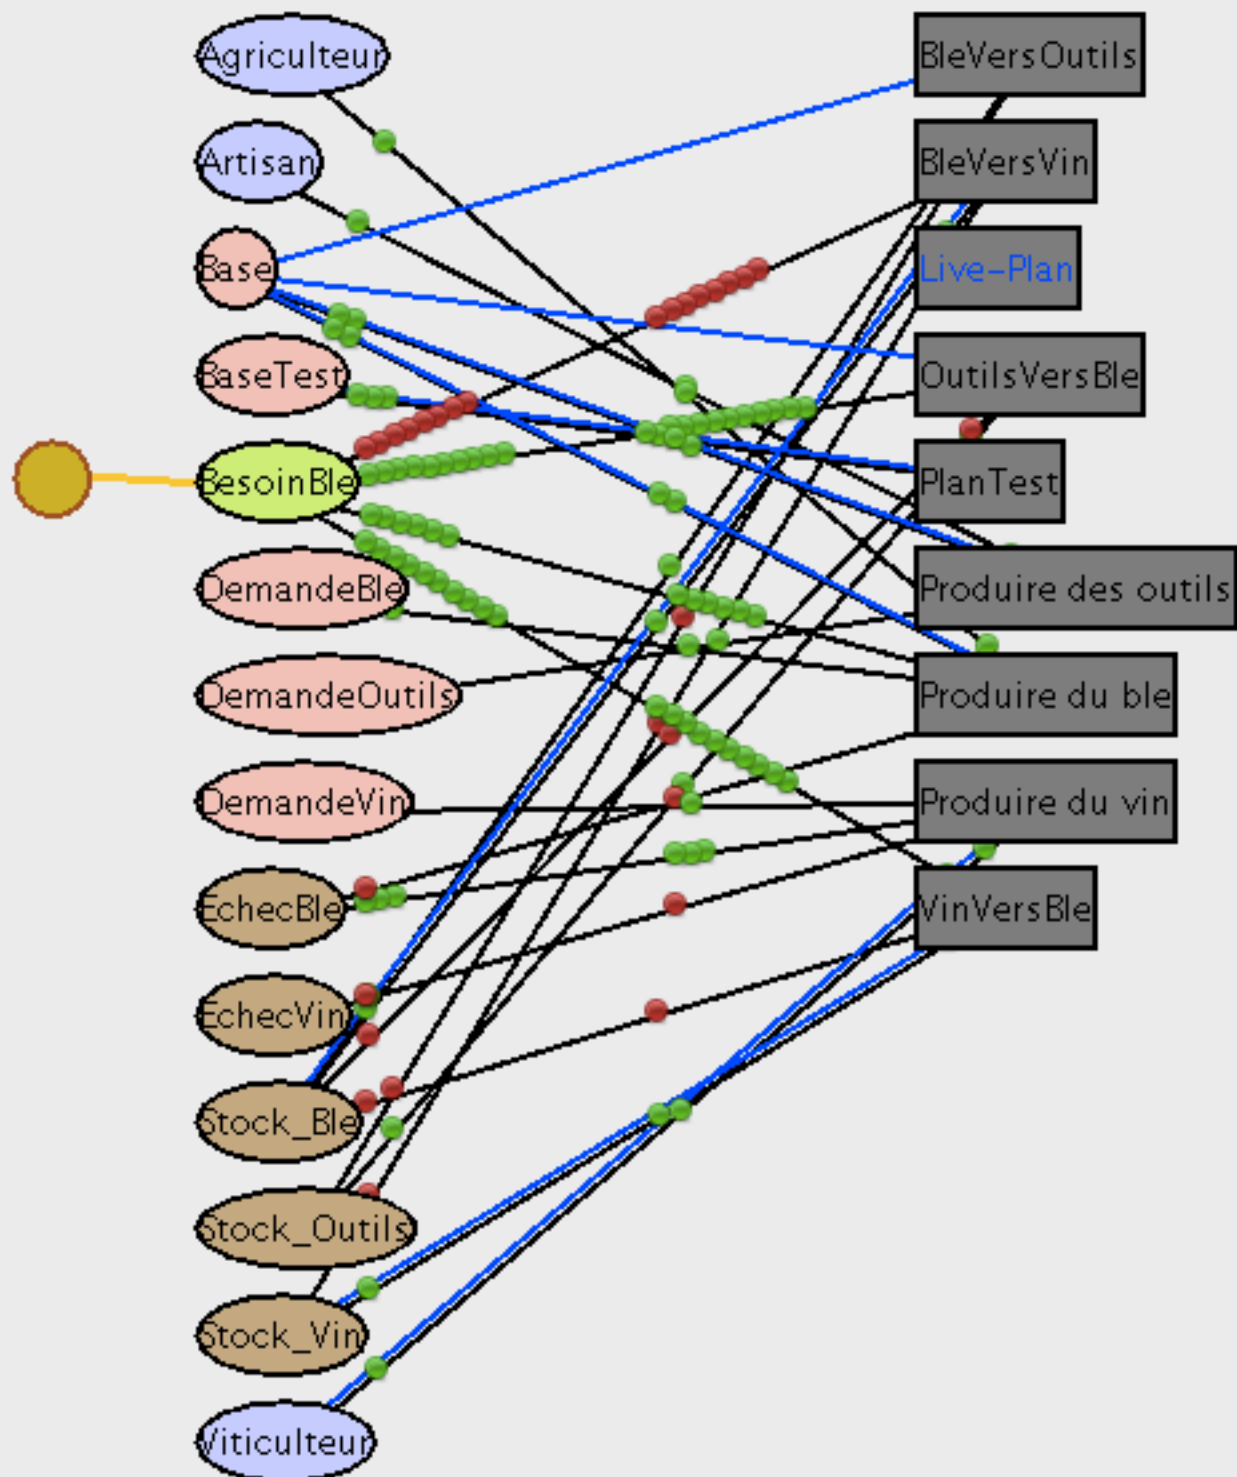 Agriculteur
BleVersOutils
Artisan
BleVersVin
Base
Live-Plan
BaseTest
OutilsVersBle
BesoinBle
PlanTest
DemandeBle
Produire des outils
DemandeOutils
Produire du ble
DemandeVin
Produire du vin
EchecBle
VinVersBle
EchecVin
Stock_Ble
Stock_Outils
Stock_Vin
Viticulteur